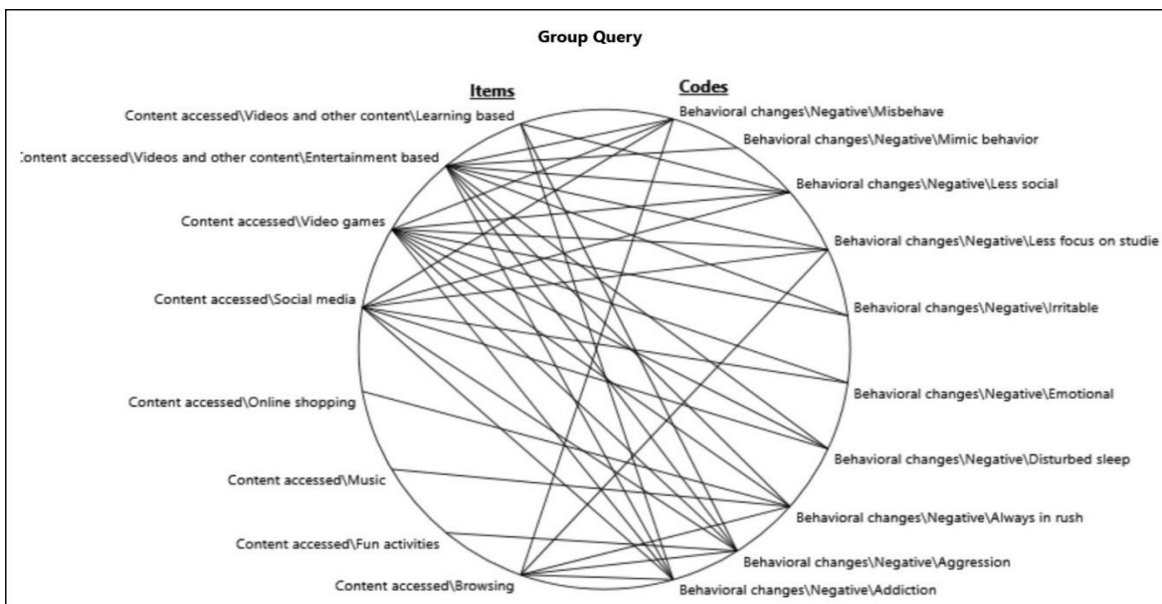 Group Query
Items
Codes
Content accessed\Videos and other content\Learning based
Content accessed\Videos and other content\Entertainment based
Content accessed\Video games
Content accessed\Social media
Content accessed\Online shopping
Content accessed\Music
Content accessed\Fun activities
Content accessed\Browsing
Behavioral changes\Negative\Misbehave
Behavioral changes\Negative\Mimic behavior
Behavioral changes\Negative\Less social
Behavioral changes\Negative\Less focus on studie
Behavioral changes\Negative\Irritable
Behavioral changes\Negative\Emotional
Behavioral changes\Negative\Disturbed sleep
Behavioral changes\Negative\Always in rush
Behavioral changes\Negative\Aggression
Behavioral changes\Negative\Addiction